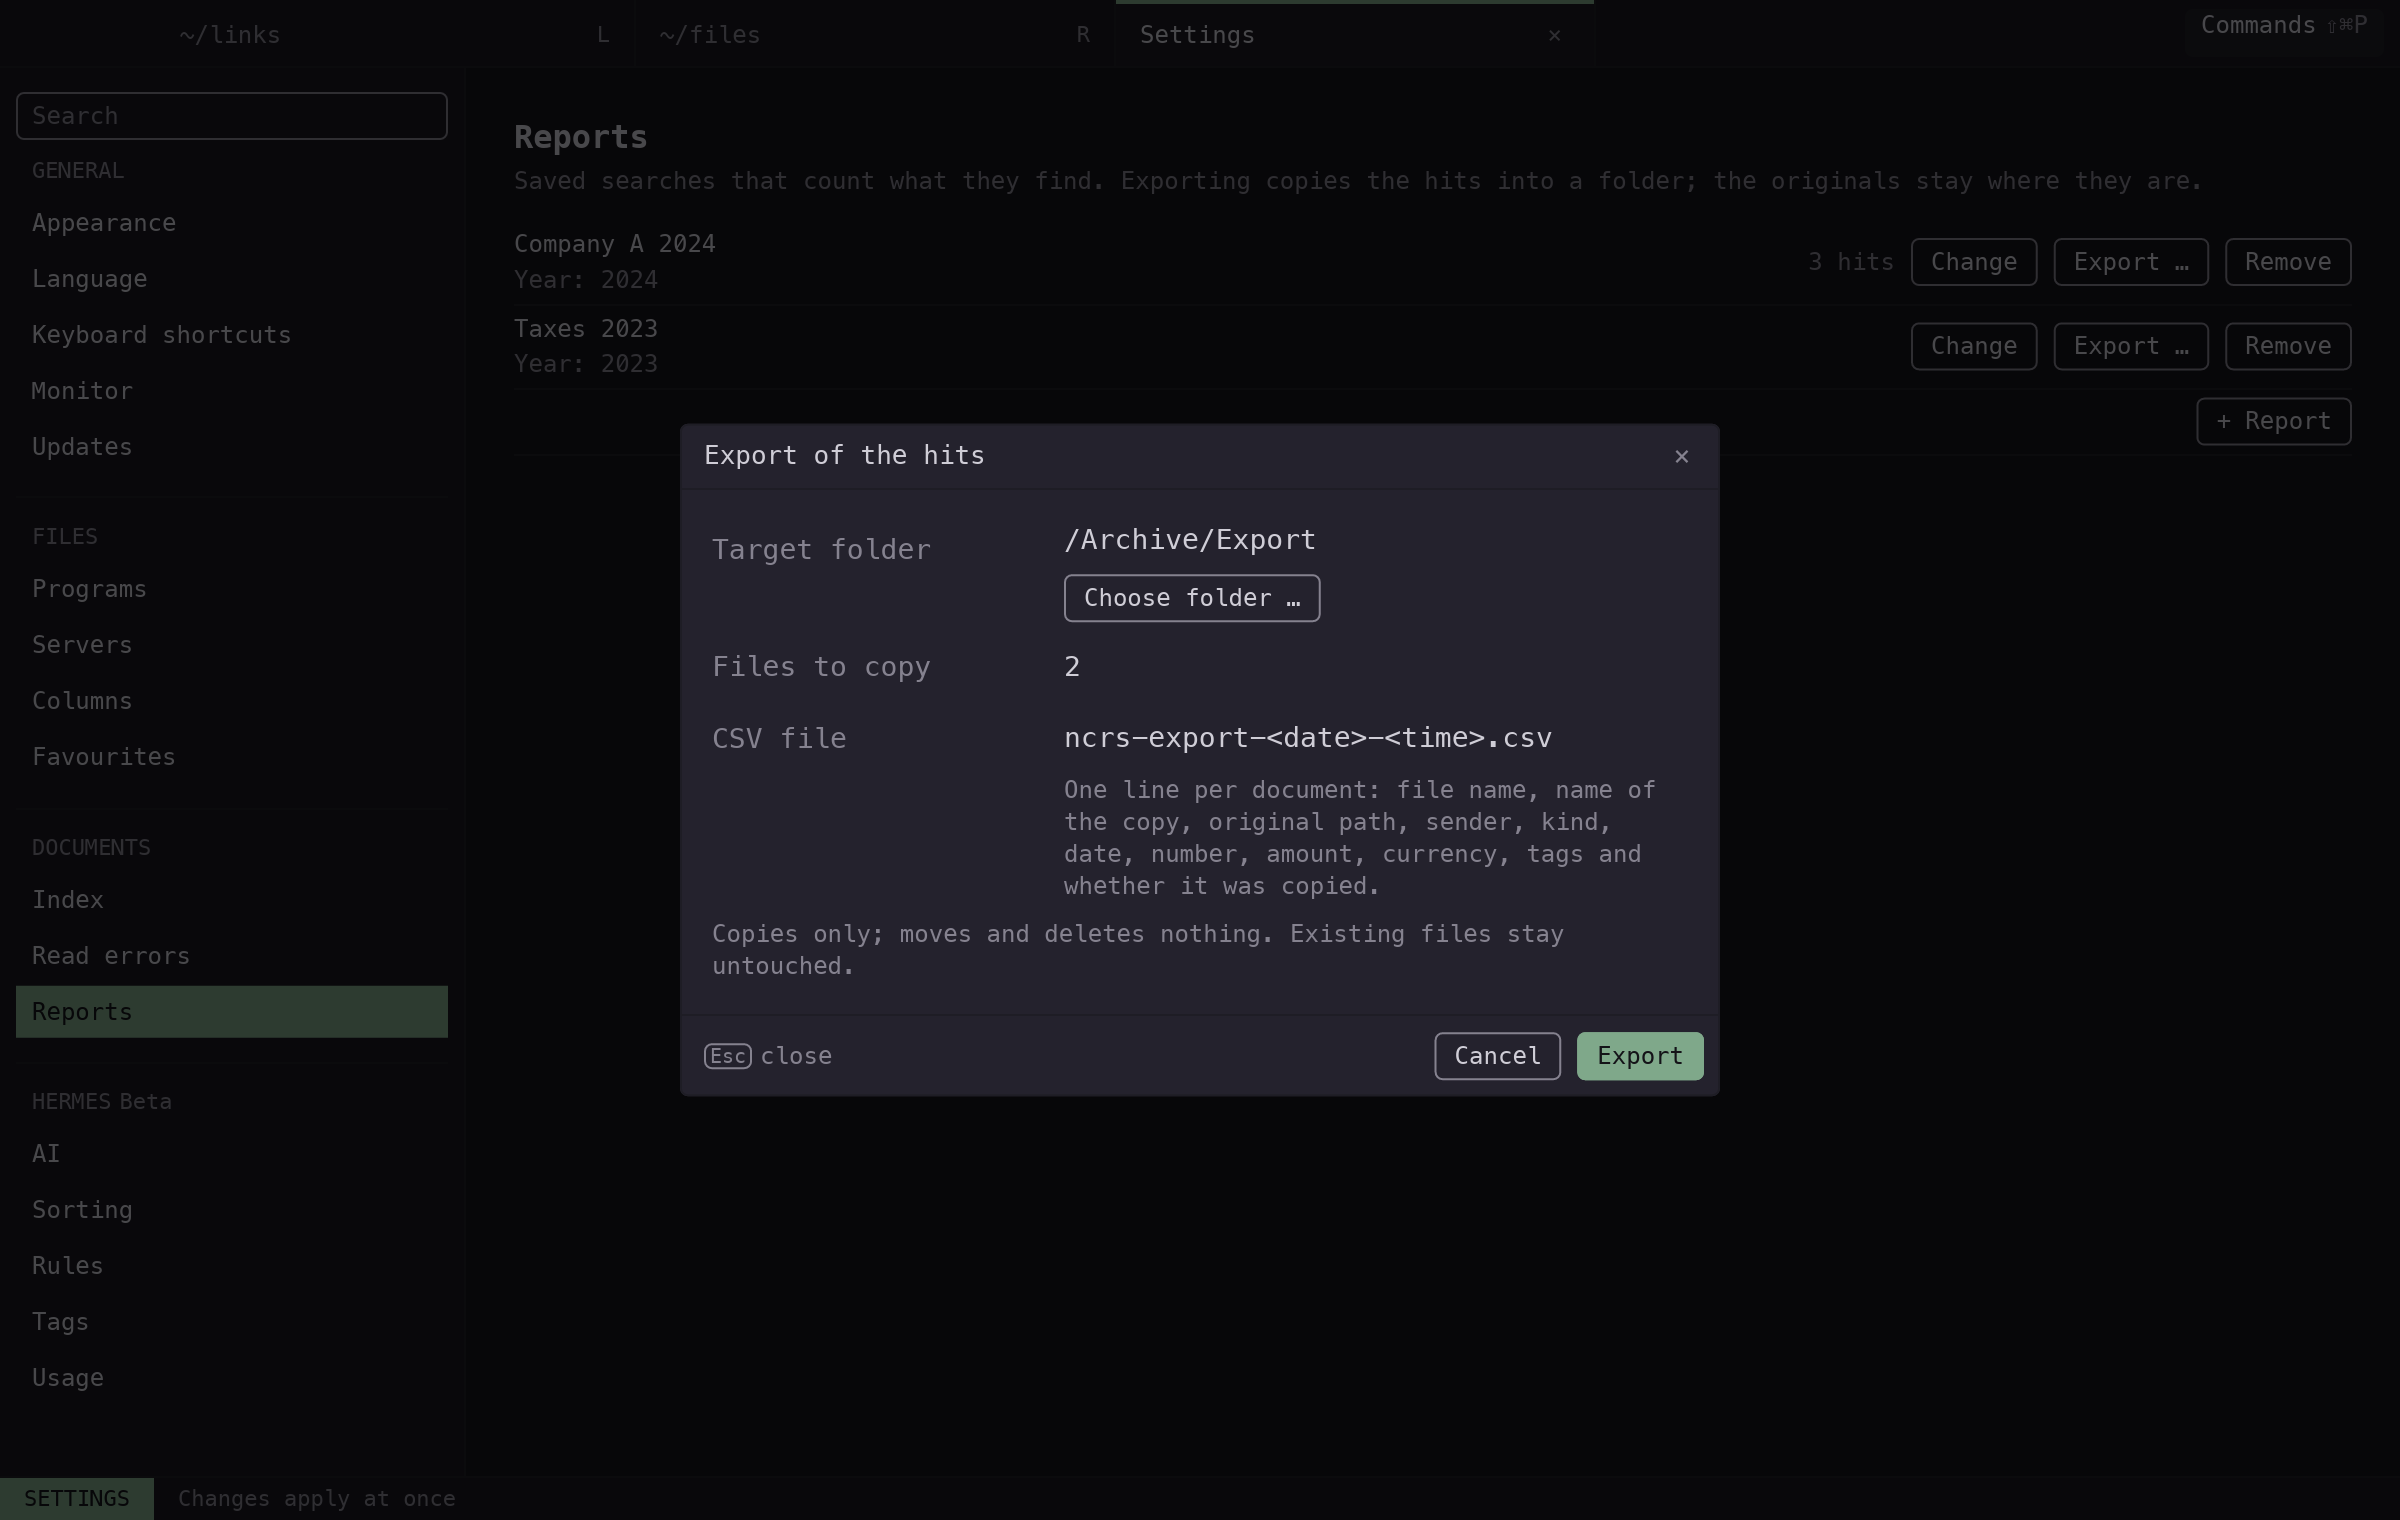 ~/links L ~/files R Settings × Commands ⇧⌘P
Search
GENERAL
Appearance
Language
Keyboard shortcuts
Monitor
Updates
FILES
Programs
Servers
Columns
Favourites
DOCUMENTS
Index
Read errors
Reports
HERMES Beta
AI
Sorting
Rules
Tags
Usage
Reports
Saved searches that count what they find. Exporting copies the hits into a folder; the originals stay where they are.
Company A 2024
Year: 2024
3 hits Change Export … Remove
Taxes 2023
Year: 2023
Change Export … Remove
+ Report
Export of the hits ×
Target folder /Archive/Export
Choose folder …
Files to copy 2
CSV file ncrs-export-<date>-<time>.csv
One line per document: file name, name of
the copy, original path, sender, kind,
date, number, amount, currency, tags and
whether it was copied.
Copies only; moves and deletes nothing. Existing files stay
untouched.
Esc close Cancel Export
SETTINGS Changes apply at once